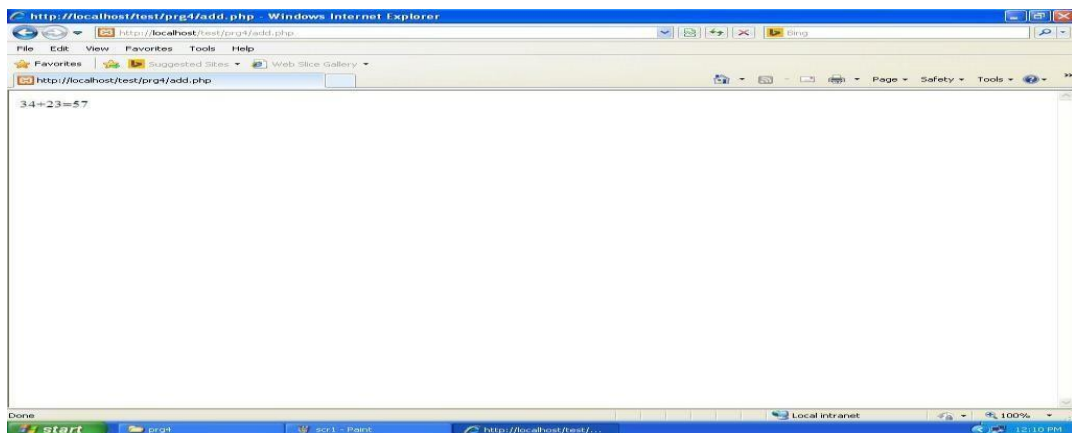 http://localhost/test/prg4/add.php - Windows Internet Explorer
http://localhost/test/prg4/add.php
Bing
File Edit View Favorites Tools Help
Favorites Suggested Sites Web Slice Gallery
http://localhost/test/prg4/add.php
Page Safety Tools
34+23=57
Done
Local intranet
100%
start
prg4
scr1 - Paint
http://localhost/test/...
12:10 PM